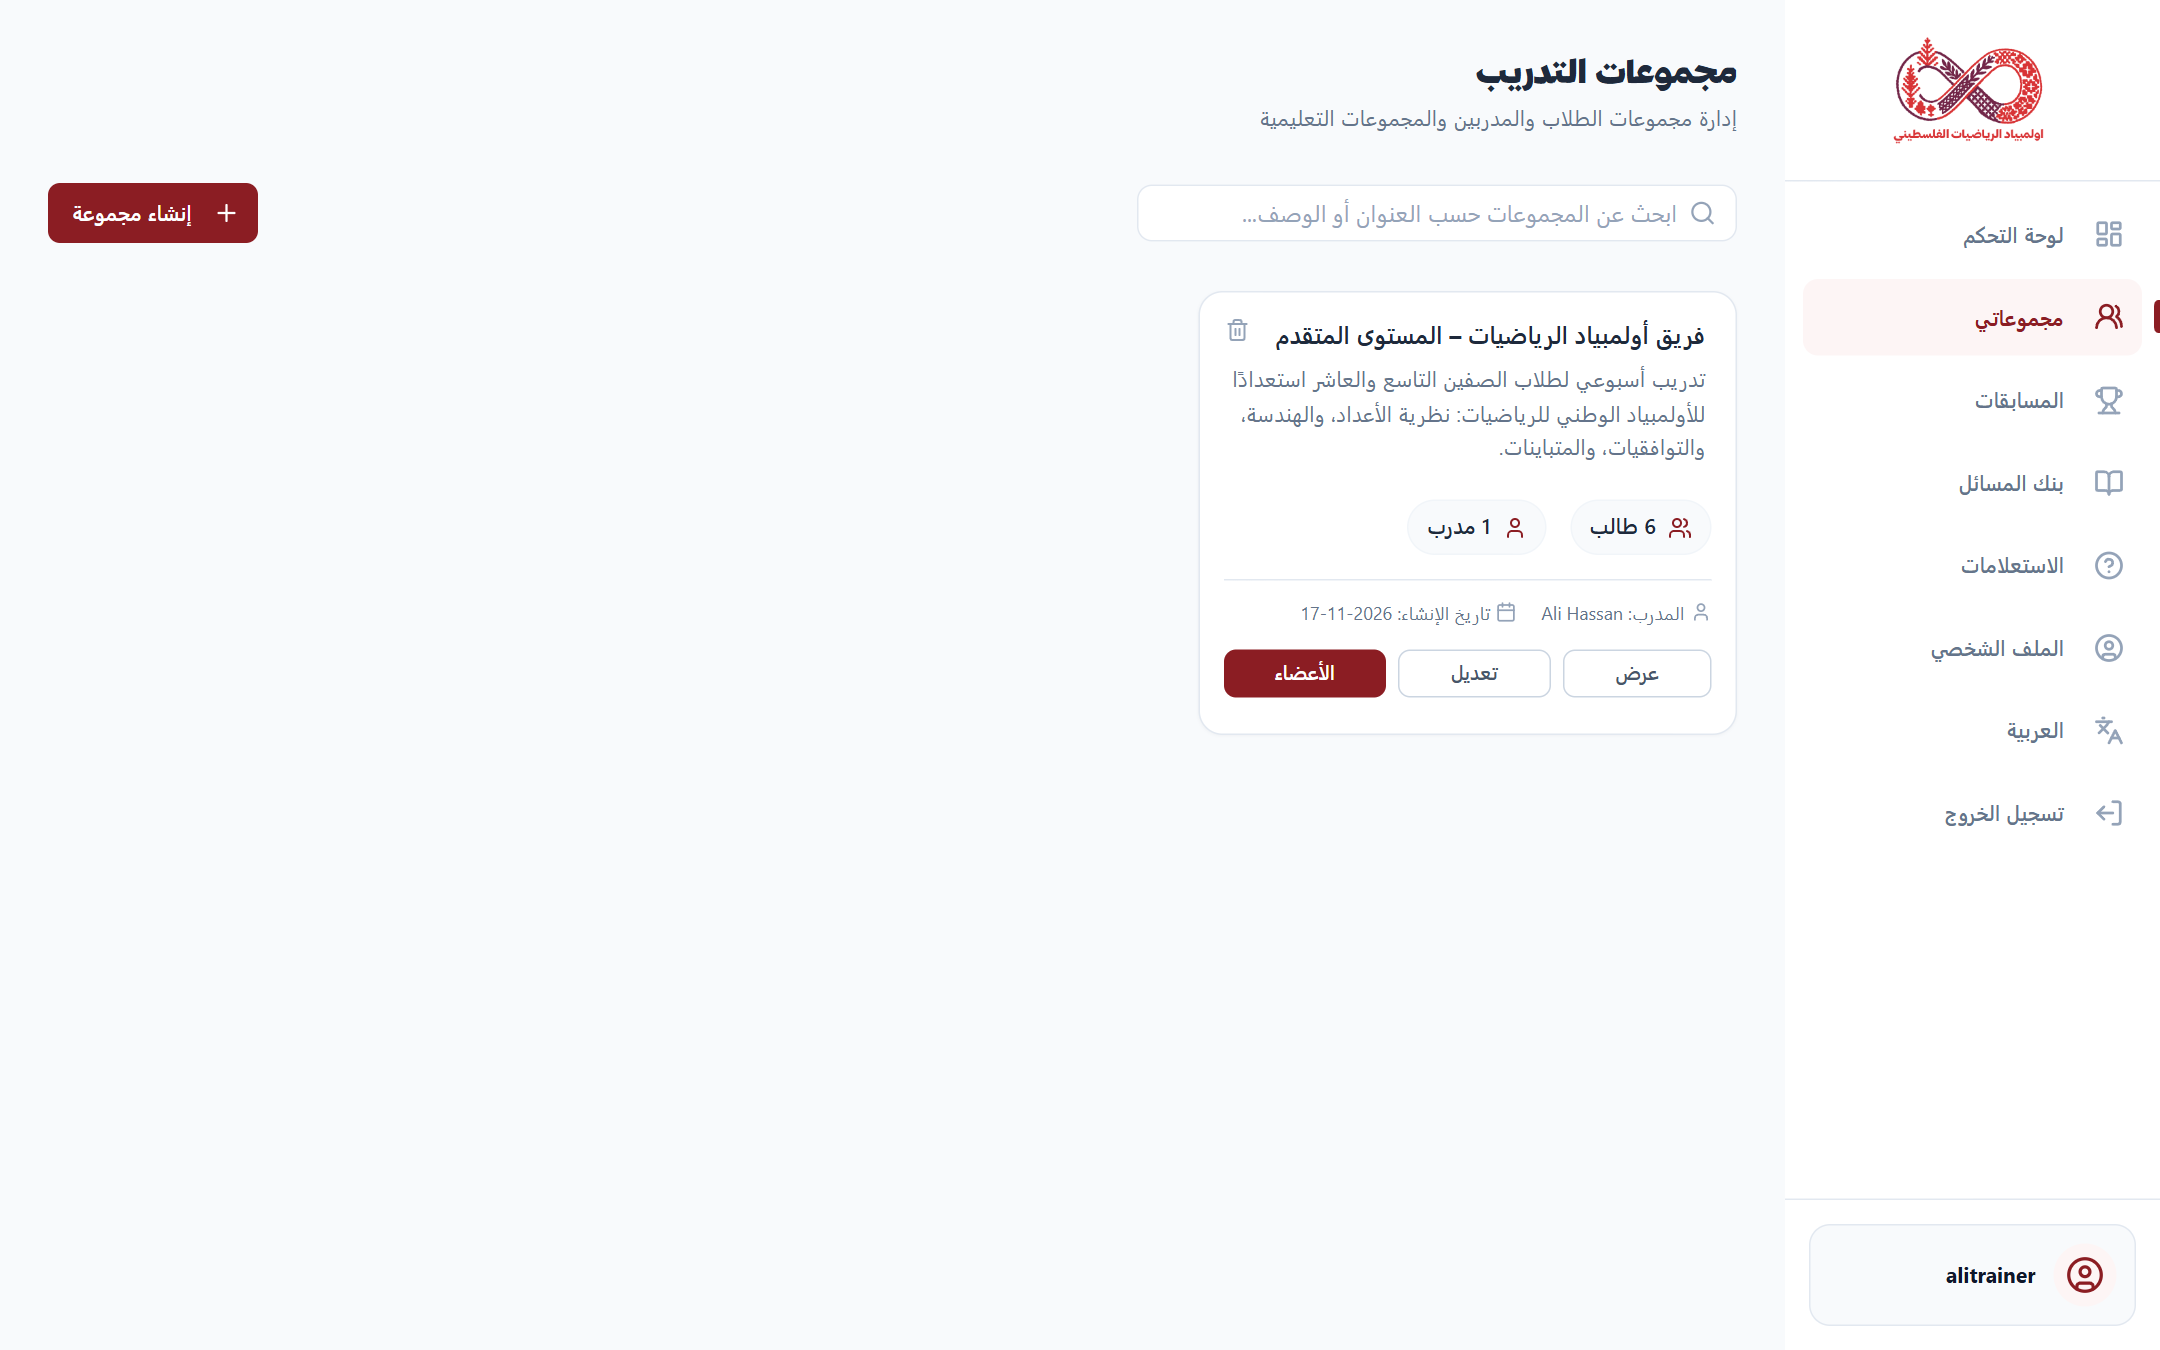 اولمبياد الرياضيات الفلسطيني
لوحة التحكم
مجموعاتي
المسابقات
بنك المسائل
الاستعلامات
الملف الشخصي
العربية
تسجيل الخروج
alitrainer
مجموعات التدريب
إدارة مجموعات الطلاب والمدربين والمجموعات التعليمية
ابحث عن المجموعات حسب العنوان أو الوصف...
إنشاء مجموعة
فريق أولمبياد الرياضيات – المستوى المتقدم
تدريب أسبوعي لطلاب الصفين التاسع والعاشر استعدادًا
للأولمبياد الوطني للرياضيات: نظرية الأعداد، والهندسة،
والتوافقيات، والمتباينات.
6 طالب
1 مدرب
المدرب: Ali Hassan
تاريخ الإنشاء: 2026-11-17
عرض
تعديل
الأعضاء